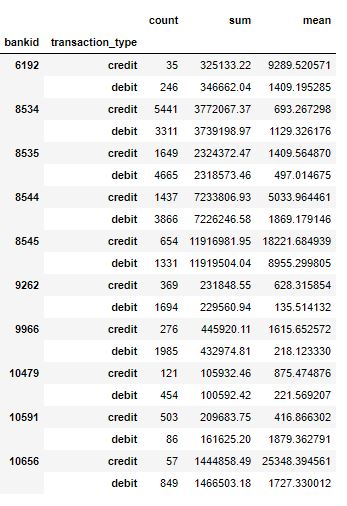 count sum mean
bankid transaction_type
6192 credit 35 325133.22 9289.520571
debit 246 346662.04 1409.195285
8534 credit 5441 3772067.37 693.267298
debit 3311 3739198.97 1129.326176
8535 credit 1649 2324372.47 1409.564870
debit 4665 2318573.46 497.014675
8544 credit 1437 7233806.93 5033.964461
debit 3866 7226246.58 1869.179146
8545 credit 654 11916981.95 18221.684939
debit 1331 11919504.04 8955.299805
9262 credit 369 231848.55 628.315854
debit 1694 229560.94 135.514132
9966 credit 276 445920.11 1615.652572
debit 1985 432974.81 218.123330
10479 credit 121 105932.46 875.474876
debit 454 100592.42 221.569207
10591 credit 503 209683.75 416.866302
debit 86 161625.20 1879.362791
10656 credit 57 1444858.49 25348.394561
debit 849 1466503.18 1727.330012